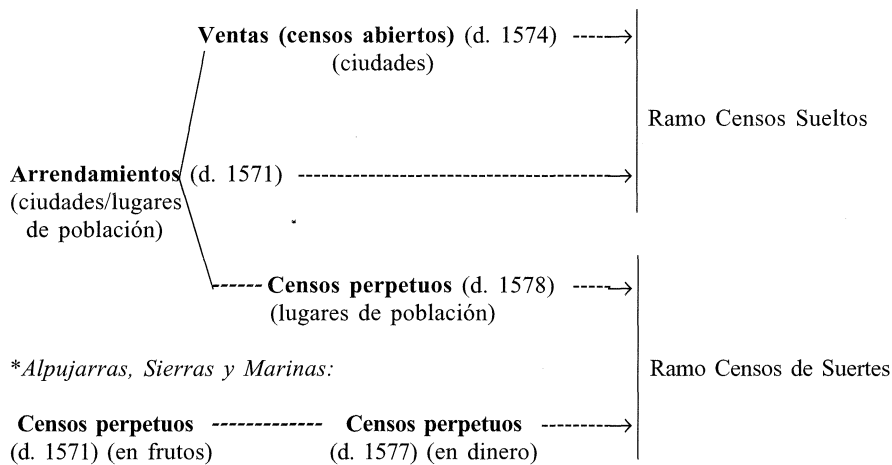 Ventas (censos abiertos) (d. 1574)
(ciudades)
Ramo Censos Sueltos
Arrendamientos (d. 1571)
(ciudades/lugares
de población)
*
Censos perpetuos (d. 1578)
(lugares de población)
*Alpujarras, Sierras y Marinas:
Ramo Censos de Suertes
Censos perpetuos
(d. 1571) (en frutos)
Censos perpetuos
(d. 1577) (en dinero)